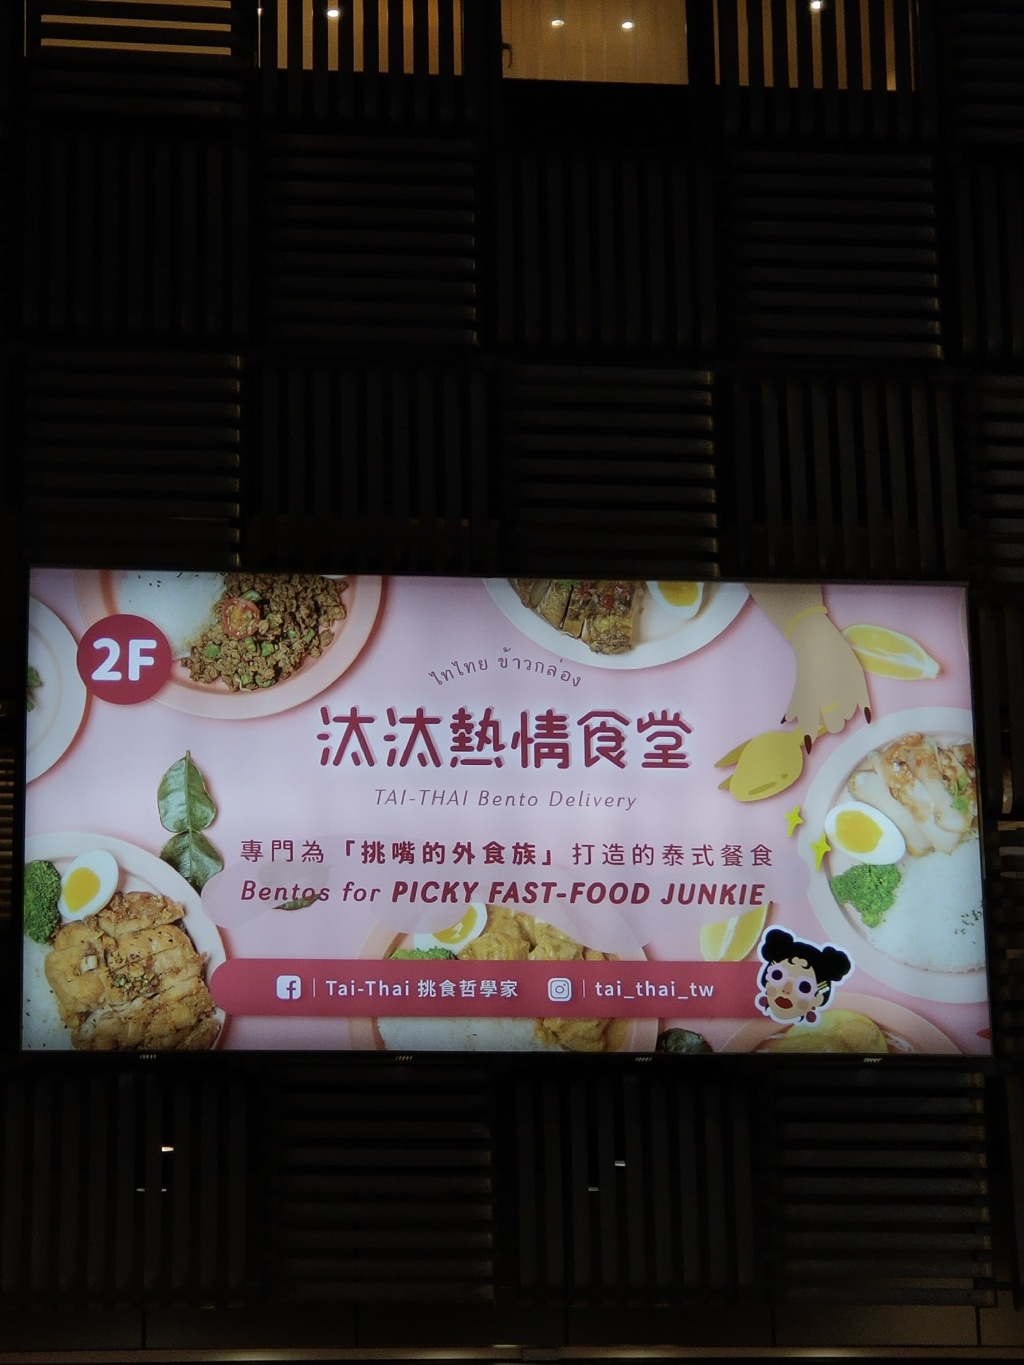 2F
ไทไทย ข้าวกล่อง
汰汰熱情食堂
TAI-THAI Bento Delivery
專門為「挑嘴的外食族」打造的泰式餐食
Bentos for PICKY FAST-FOOD JUNKIE
Tai-Thai 挑食哲學家
tai_thai_tw